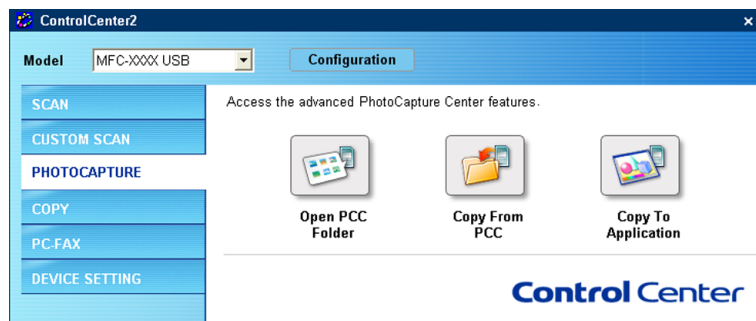 ControlCenter2
Model
MFC-XXXX USB
Configuration
SCAN
CUSTOM SCAN
PHOTOCAPTURE
COPY
PC-FAX
DEVICE SETTING
Access the advanced PhotoCapture Center features.
Open PCC
Folder
Copy From
PCC
Copy To
Application
Control Center